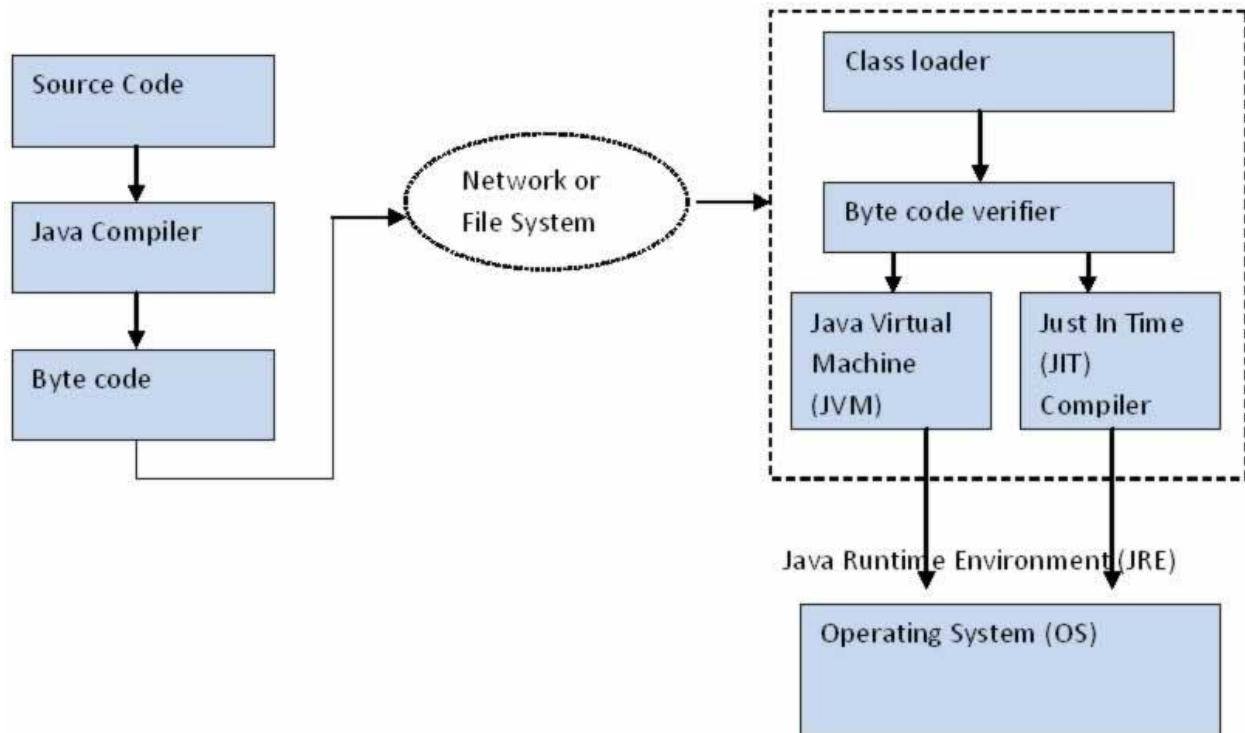 Source Code
Java Compiler
Byte code
Network or
File System
Class loader
Byte code verifier
Java Virtual
Machine
(JVM)
Just In Time
(JIT)
Compiler
Java Runtime Environment (JRE)
Operating System (OS)